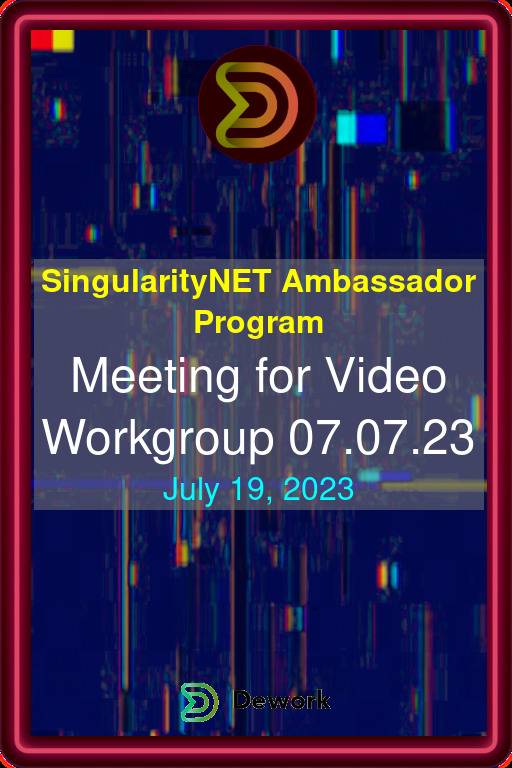 SingularityNET Ambassador
Program
Meeting for Video
Workgroup 07.07.23
July 19, 2023
Dework